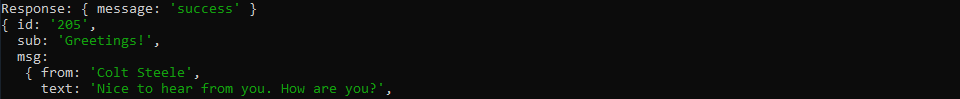 Response: { message: 'success' }
{ id: '205',
  sub: 'Greetings!',
  msg:
   { from: 'Colt Steele',
     text: 'Nice to hear from you. How are you?',